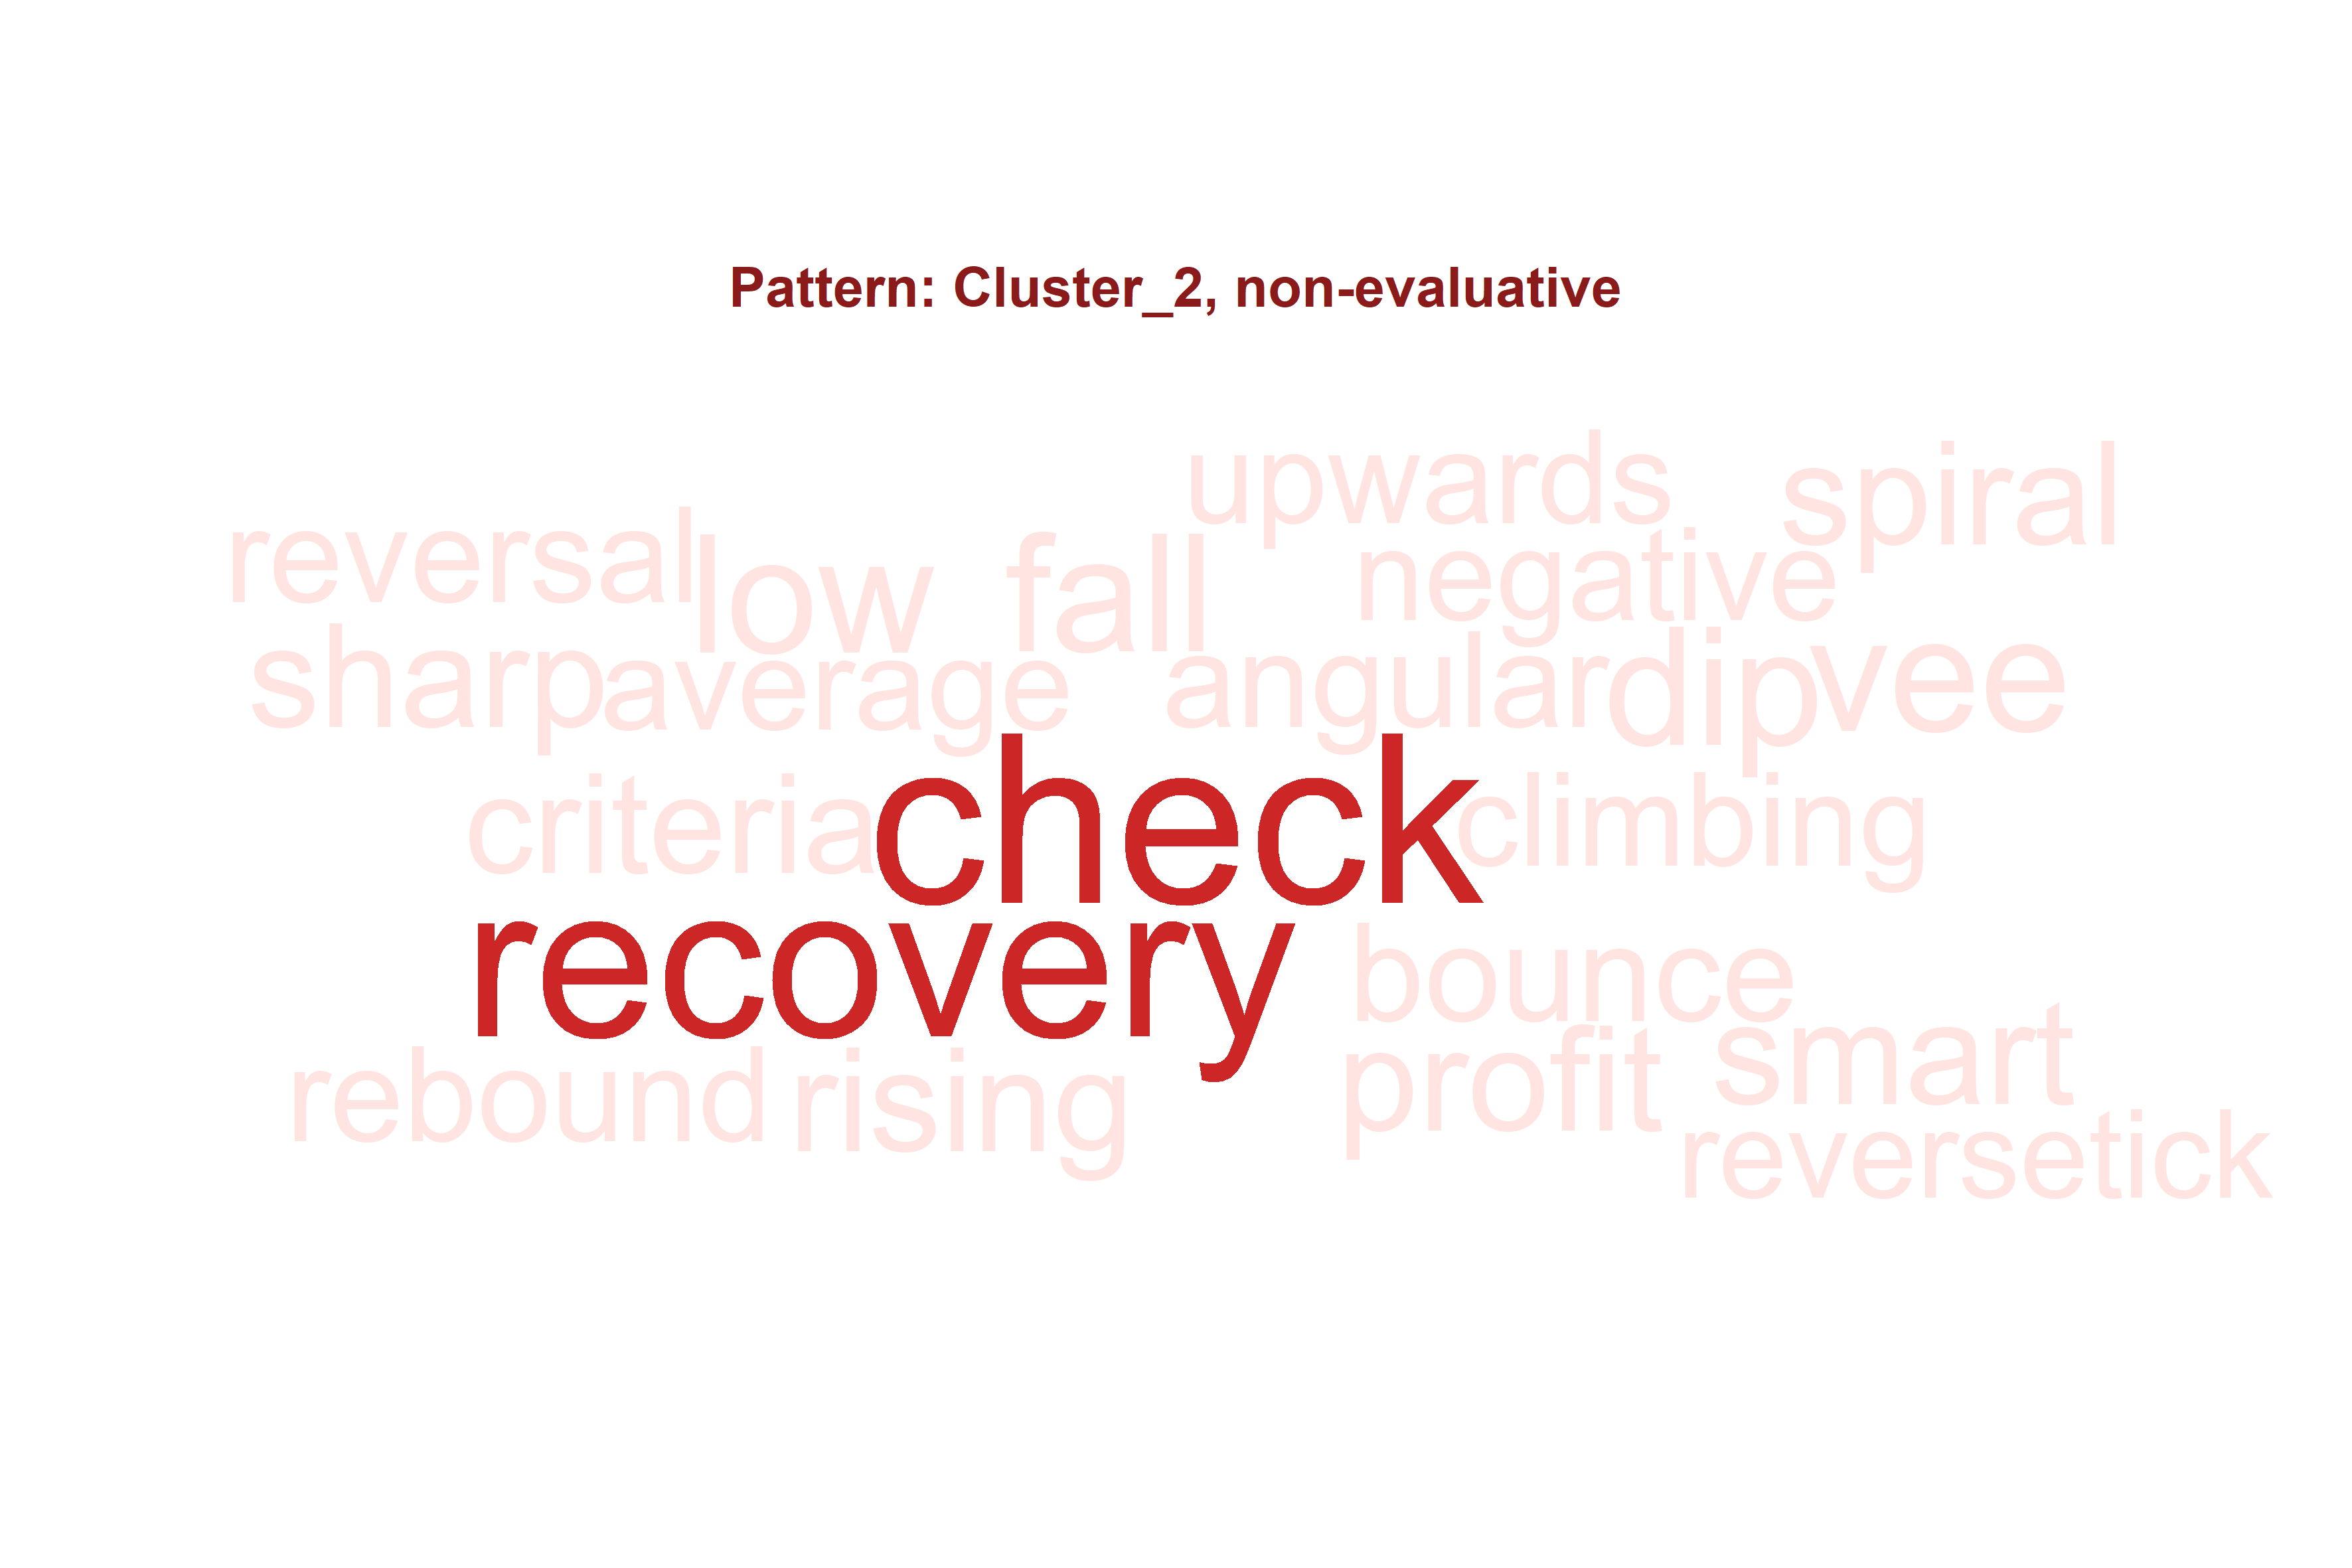 Pattern: Cluster_2, non-evaluative
upwards spiral
reversal low fall negative
sharp average angular dip vee
criteria check climbing
recovery bounce
rebound rising profit smart
reversetick